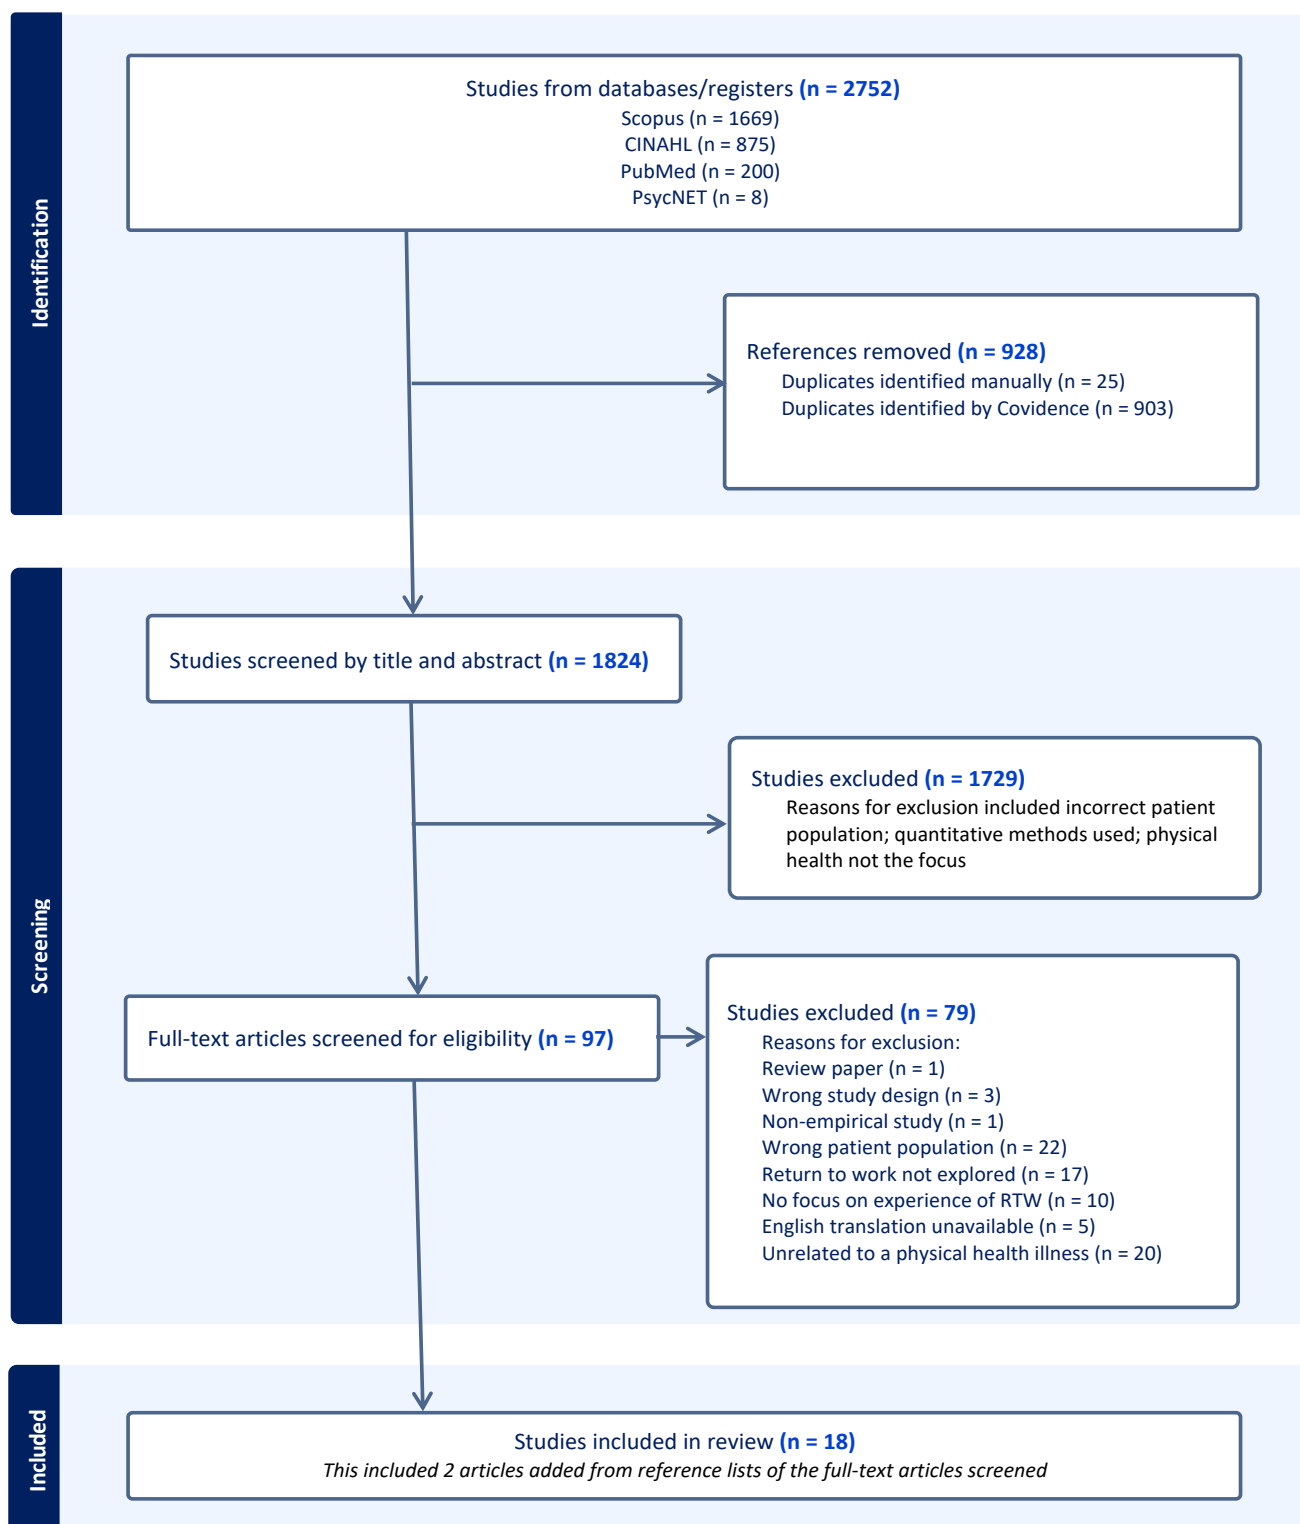 Identification
Studies from databases/registers (n = 2752)
Scopus (n = 1669)
CINAHL (n = 875)
PubMed (n = 200)
PsycNET (n = 8)
References removed (n = 928)
Duplicates identified manually (n = 25)
Duplicates identified by Covidence (n = 903)
Screening
Studies screened by title and abstract (n = 1824)
Studies excluded (n = 1729)
Reasons for exclusion included incorrect patient
population; quantitative methods used; physical
health not the focus
Full-text articles screened for eligibility (n = 97)
Studies excluded (n = 79)
Reasons for exclusion:
Review paper (n = 1)
Wrong study design (n = 3)
Non-empirical study (n = 1)
Wrong patient population (n = 22)
Return to work not explored (n = 17)
No focus on experience of RTW (n = 10)
English translation unavailable (n = 5)
Unrelated to a physical health illness (n = 20)
Included
Studies included in review (n = 18)
This included 2 articles added from reference lists of the full-text articles screened